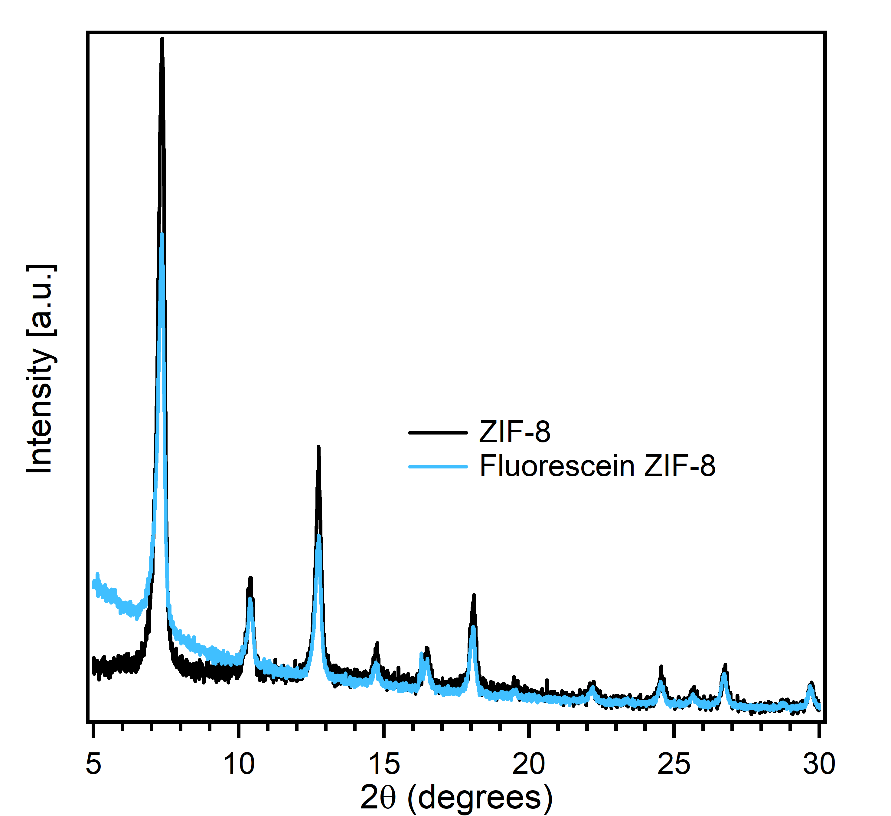 Intensity [a.u.]
ZIF-8
Fluorescein ZIF-8
5 10 15 20 25 30
2θ (degrees)